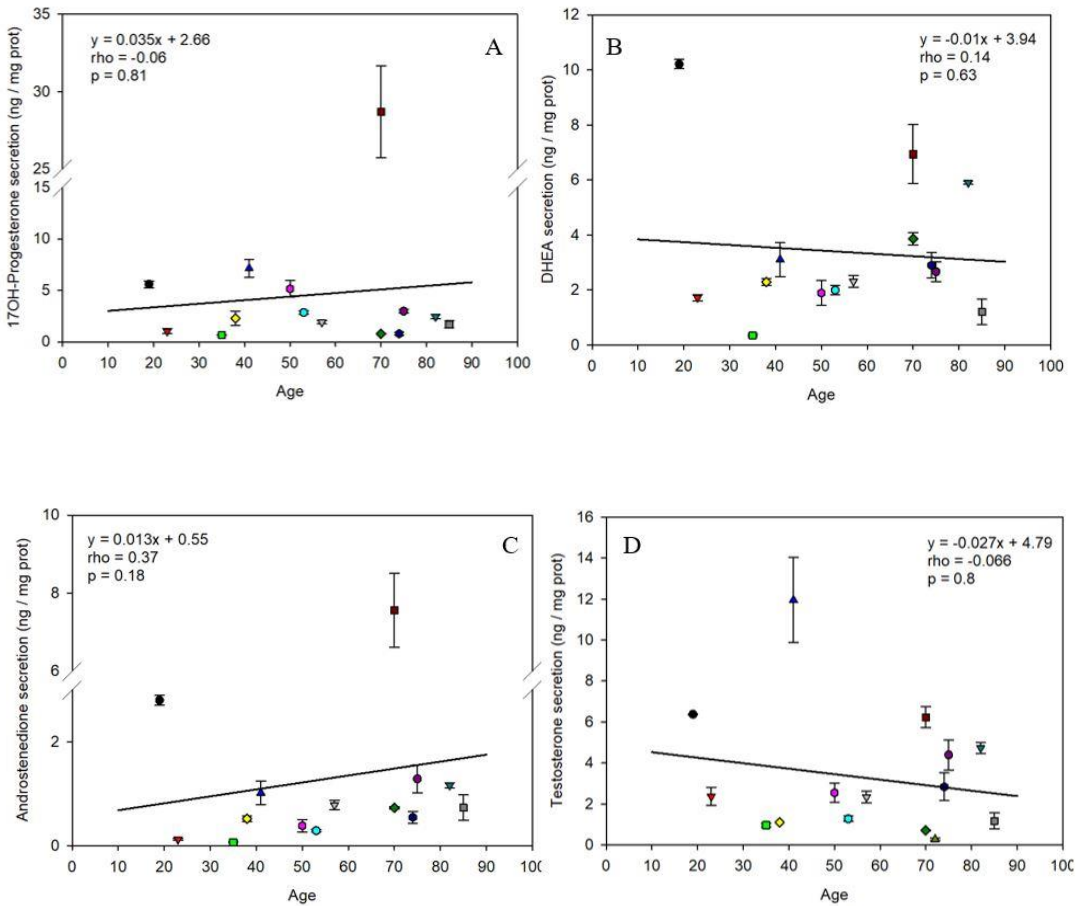 35
y = 0.035x + 2.66
rho = -0.06
p = 0.81
A
30
25
15
10
5
0
17OH-Progesterone secretion (ng / mg prot)
0 10 20 30 40 50 60 70 80 90 100
Age
12
B
y = -0.01x + 3.94
rho = 0.14
p = 0.63
10
8
6
4
2
0
DHEA secretion (ng / mg prot)
0 10 20 30 40 50 60 70 80 90 100
Age
10
y = 0.013x + 0.55
rho = 0.37
p = 0.18
C
8
6
2
0
Androstenedione secretion (ng / mg prot)
0 10 20 30 40 50 60 70 80 90 100
Age
16
D
y = -0.027x + 4.79
rho = -0.066
p = 0.8
14
12
10
8
6
4
2
0
Testosterone secretion (ng / mg prot)
0 10 20 30 40 50 60 70 80 90 100
Age